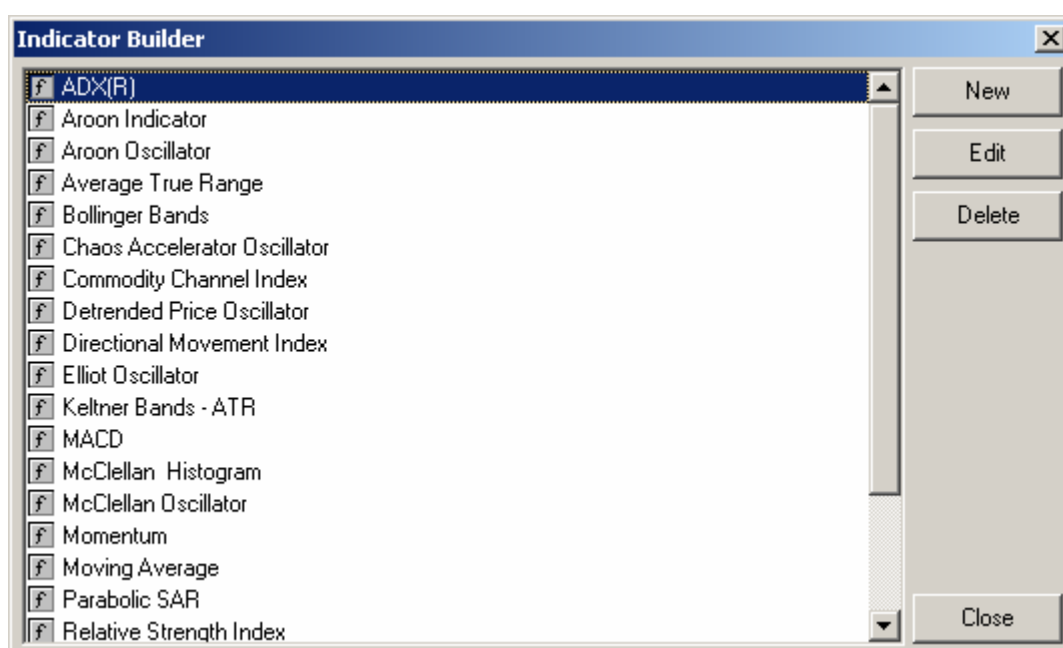 Indicator Builder
ADX(R)
Aroon Indicator
Aroon Oscillator
Average True Range
Bollinger Bands
Chaos Accelerator Oscillator
Commodity Channel Index
Detrended Price Oscillator
Directional Movement Index
Elliot Oscillator
Keltner Bands - ATR
MACD
McClellan  Histogram
McClellan Oscillator
Momentum
Moving Average
Parabolic SAR
Relative Strength Index
New
Edit
Delete
Close